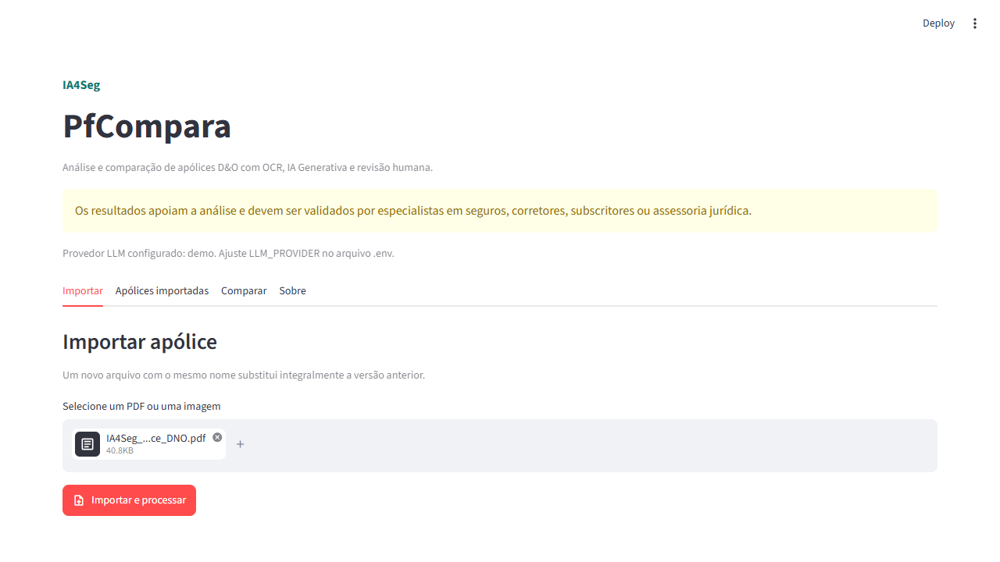 Deploy
IA4Seg
PfCompara
Análise e comparação de apólices D&O com OCR, IA Generativa e revisão humana.
Os resultados apoiam a análise e devem ser validados por especialistas em seguros, corretores, subscritores ou assessoria jurídica.
Provedor LLM configurado: demo. Ajuste LLM_PROVIDER no arquivo .env.
Importar Apólices importadas Comparar Sobre
Importar apólice
Um novo arquivo com o mesmo nome substitui integralmente a versão anterior.
Selecione um PDF ou uma imagem
IA4Seg_...ce_DNO.pdf
40.8KB
Importar e processar